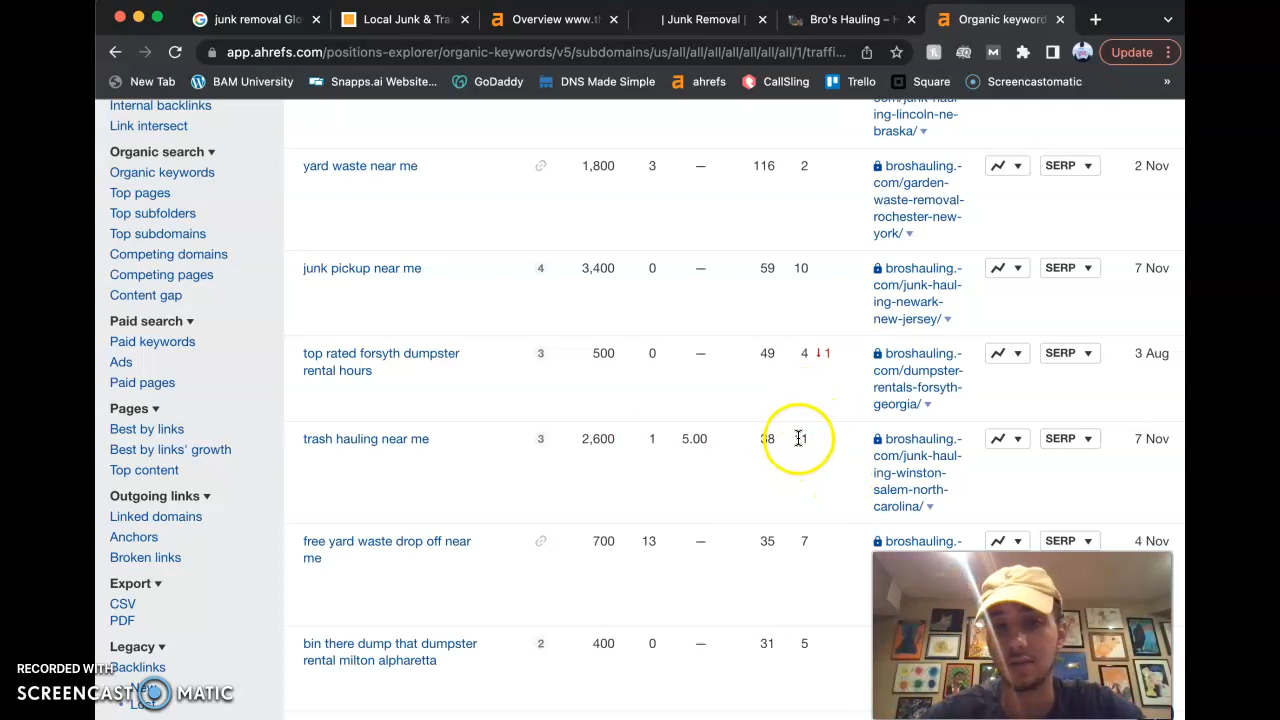 junk removal Glo
Local Junk & Tra
Overview www.th
| Junk Removal |
Bro's Hauling – H
Organic keyword
app.ahrefs.com/positions-explorer/organic-keywords/v5/subdomains/us/all/all/all/all/all/all/all/1/traffi...
Update
New Tab
BAM University
Snapps.ai Website...
GoDaddy
DNS Made Simple
ahrefs
CallSling
Trello
Square
Screencastomatic
»
Internal backlinks
Link intersect
Organic search
Organic keywords
Top pages
Top subfolders
Top subdomains
Competing domains
Competing pages
Content gap
Paid search
Paid keywords
Ads
Paid pages
Pages
Best by links
Best by links' growth
Top content
Outgoing links
Linked domains
Anchors
Broken links
Export
CSV
PDF
Legacy
Backlinks
New
Lost
com/junk-haul-
ing-lincoln-ne-
braska/
yard waste near me 1,800 3 — 116 2 broshauling.- SERP 2 Nov
com/garden-
waste-removal-
rochester-new-
york/
junk pickup near me 4 3,400 0 — 59 10 broshauling.- SERP 7 Nov
com/junk-haul-
ing-newark-
new-jersey/
top rated forsyth dumpster 3 500 0 — 49 4 ↓1 broshauling.- SERP 3 Aug
rental hours
com/dumpster-
rentals-forsyth-
georgia/
trash hauling near me 3 2,600 1 5.00 38 broshauling.- SERP 7 Nov
com/junk-haul-
ing-winston-
salem-north-
carolina/
free yard waste drop off near 700 13 — 35 7 broshauling.- SERP 4 Nov
me
bin there dump that dumpster 2 400 0 — 31 5
rental milton alpharetta
RECORDED WITH
SCREENCAST MATIC